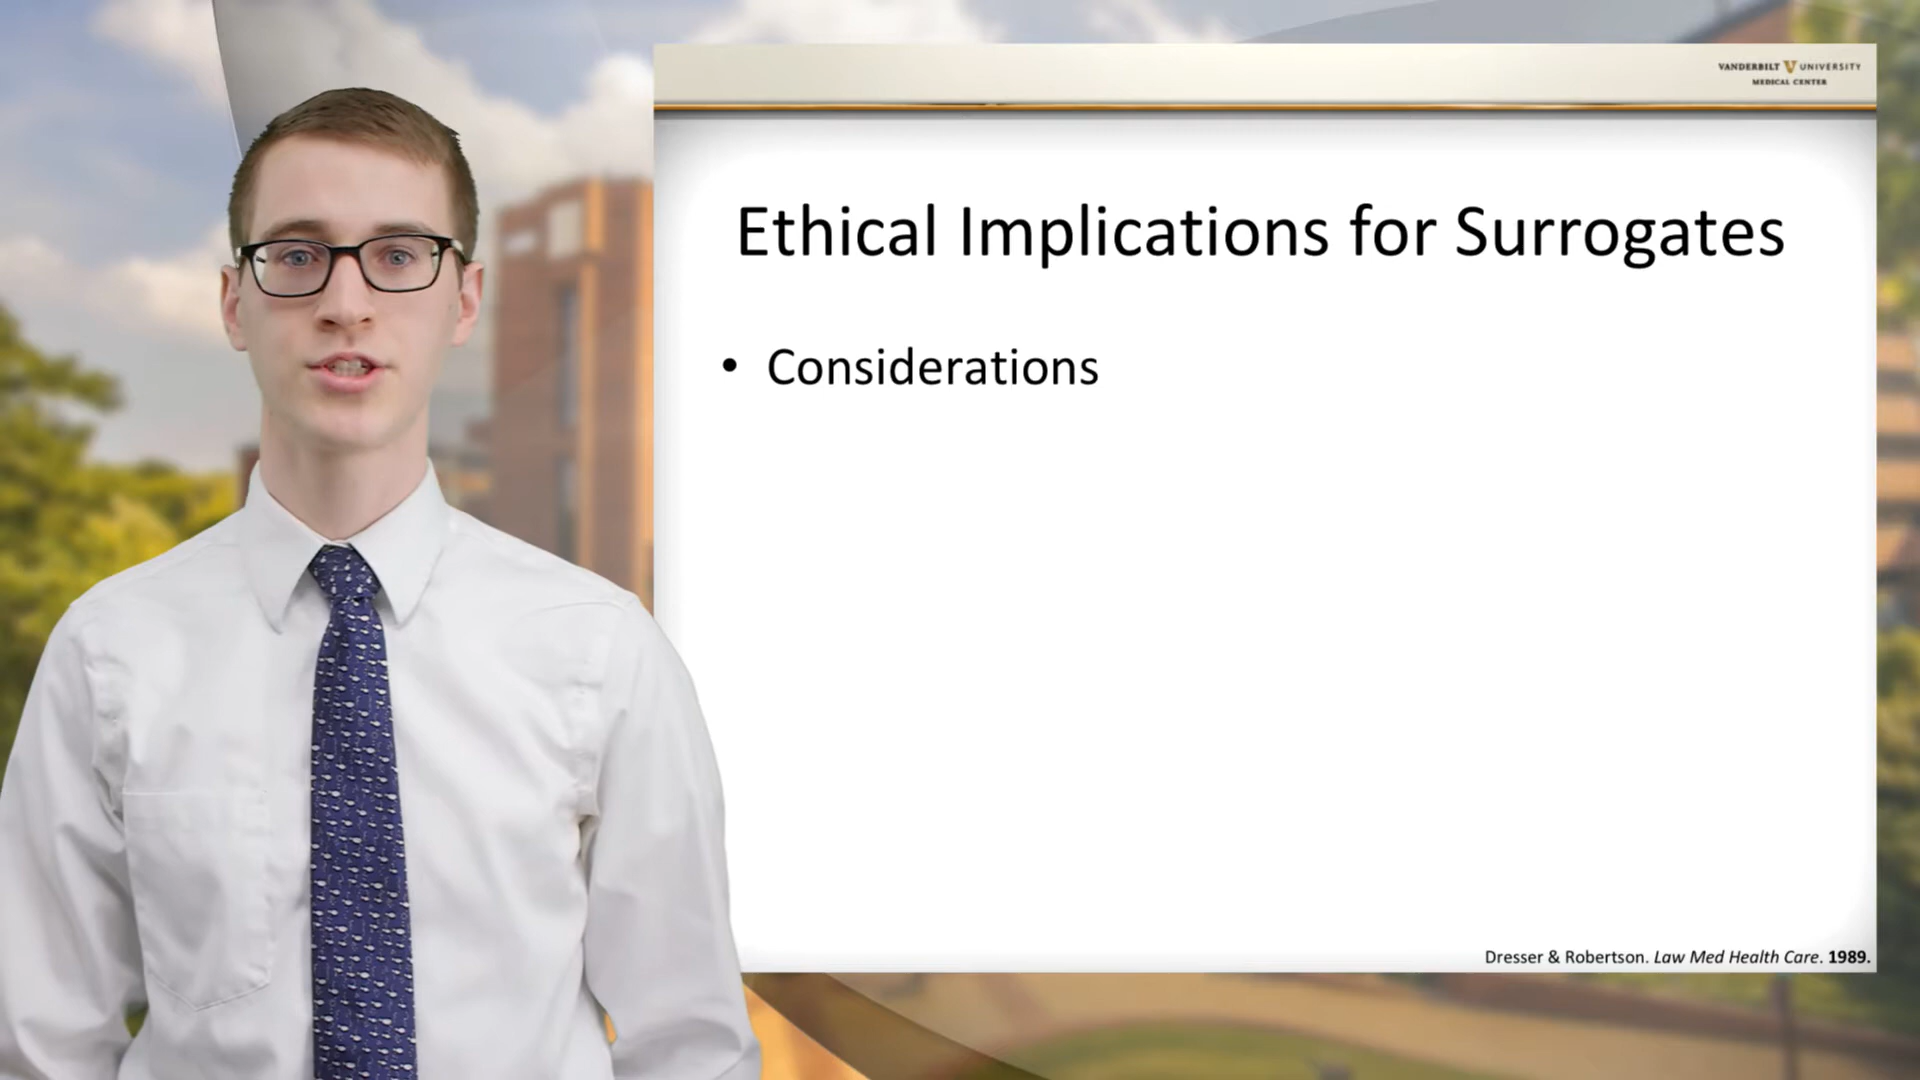 VANDERBILT V UNIVERSITY
MEDICAL CENTER
Ethical Implications for Surrogates
• Considerations
Dresser & Robertson. Law Med Health Care. 1989.